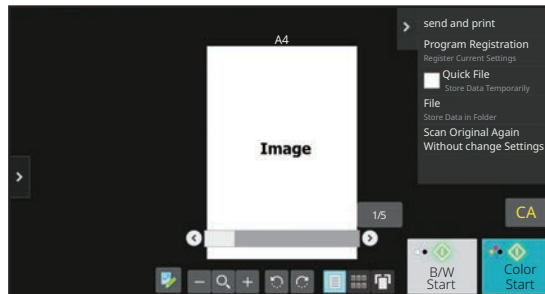 A4
Image
1/5
send and print
Program Registration
Register Current Settings
Quick File
Store Data Temporarily
File
Store Data in Folder
Scan Original Again
Without change Settings
CA
B/W
Start
Color
Start